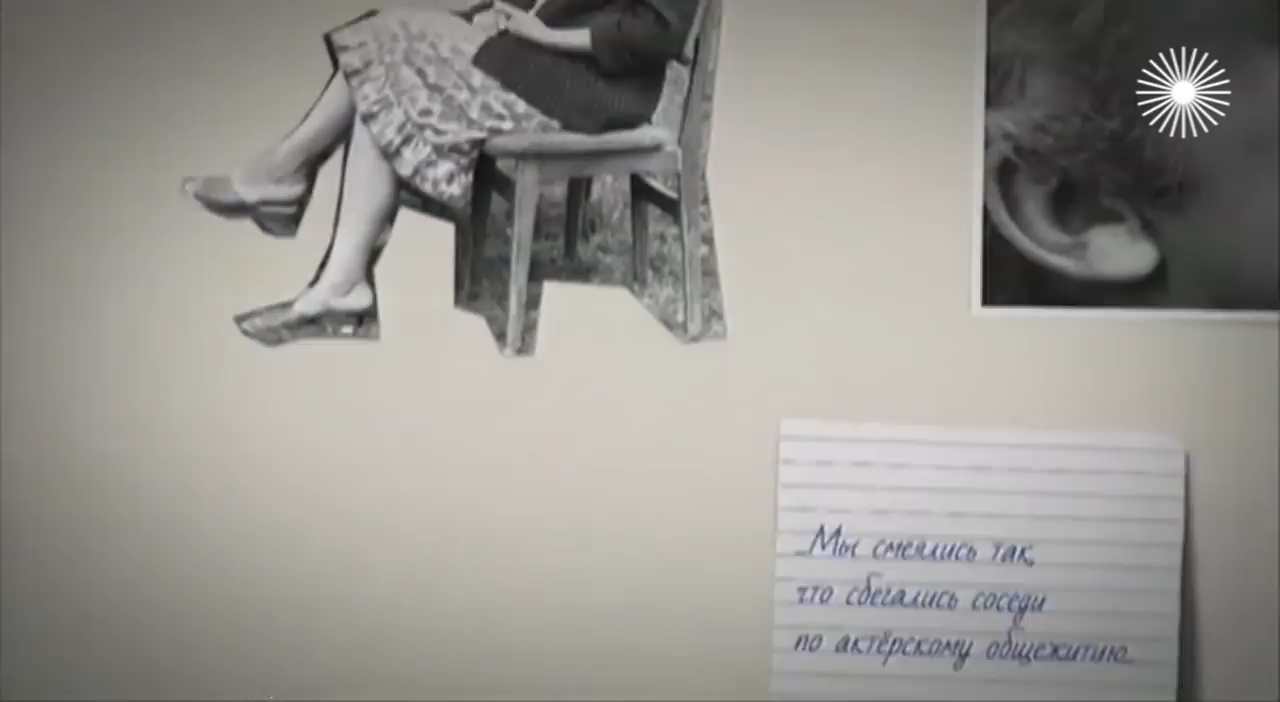 ...Мы смеялись так,
что сбегались соседи
по актёрскому общежитию...